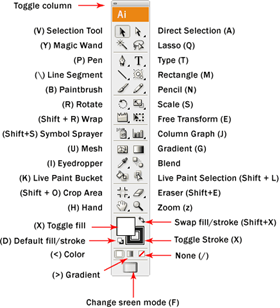 Toggle column
Ai
(V) Selection Tool Direct Selection (A)
(Y) Magic Wand Lasso (Q)
(P) Pen Type (T)
(\) Line Segment Rectangle (M)
(B) Paintbrush Pencil (N)
(R) Rotate Scale (S)
(Shift + R) Wrap Free Transform (E)
(Shift+S) Symbol Sprayer Column Graph (J)
(U) Mesh Gradient (G)
(I) Eyedropper Blend
(K) Live Paint Bucket Live Paint Selection (Shift + L)
(Shift + O) Crop Area Eraser (Shift+E)
(H) Hand Zoom (z)
(X) Toggle fill Swap fill/stroke (Shift+X)
(D) Default fill/stroke Toggle Stroke (X)
(<) Color None (/)
(>) Gradient
Change sreen mode (F)